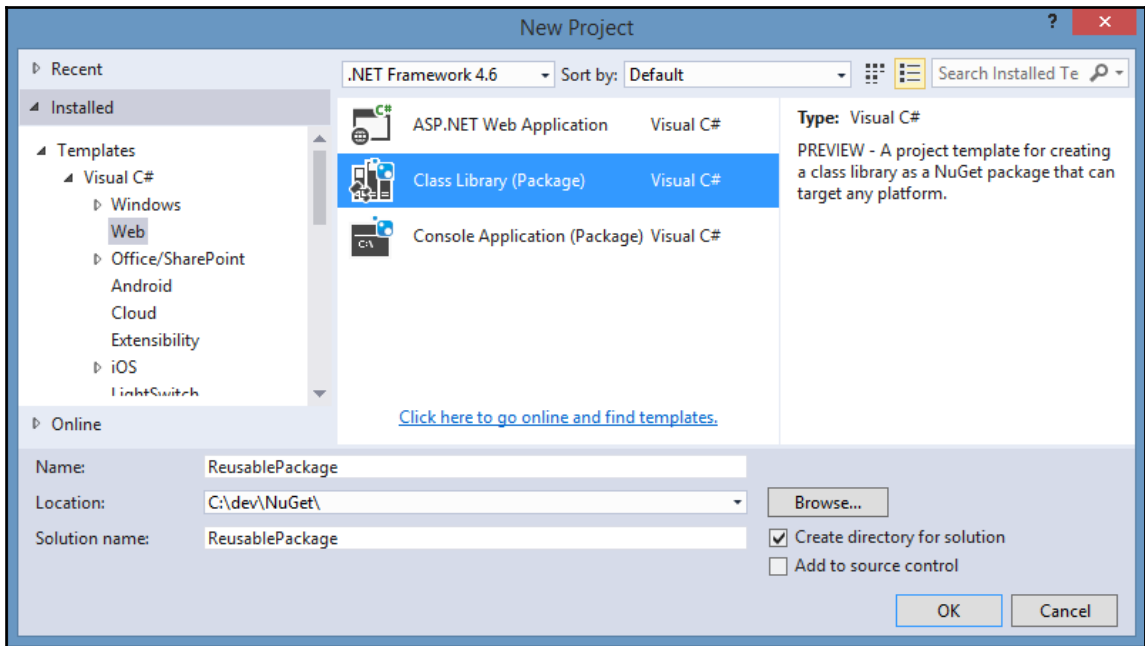 New Project
?
Recent
.NET Framework 4.6
Sort by: Default
Search Installed Te
Installed
Templates
Visual C#
Windows
Web
Office/SharePoint
Android
Cloud
Extensibility
iOS
LightSwitch
Online
C#
ASP.NET Web Application Visual C#
Class Library (Package) Visual C#
C:\
Console Application (Package) Visual C#
Click here to go online and find templates.
Type: Visual C#
PREVIEW - A project template for creating
a class library as a NuGet package that can
target any platform.
Name: ReusablePackage
Location: C:\dev\NuGet\
Browse...
Solution name: ReusablePackage
Create directory for solution
Add to source control
OK
Cancel